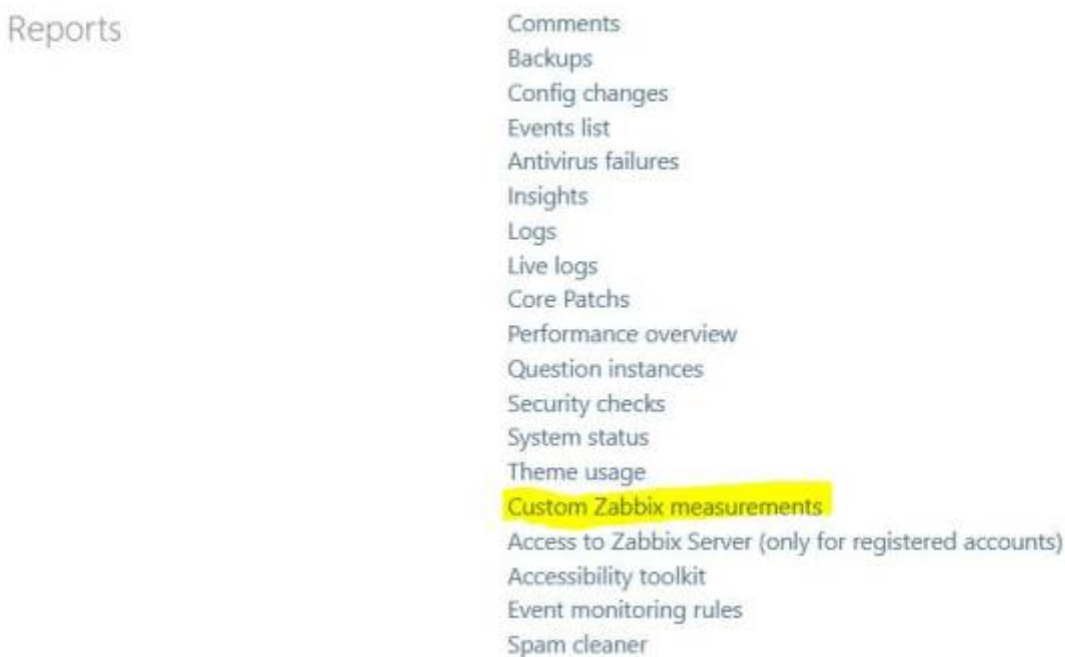 Reports
Comments
Backups
Config changes
Events list
Antivirus failures
Insights
Logs
Live logs
Core Patchs
Performance overview
Question instances
Security checks
System status
Theme usage
Custom Zabbix measurements
Access to Zabbix Server (only for registered accounts)
Accessibility toolkit
Event monitoring rules
Spam cleaner